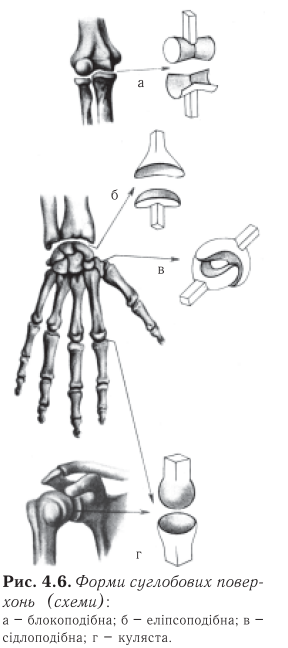 а
б
в
г
Рис. 4.6. Форми суглобових повер-
хонь (схеми):
а – блокоподібна; б – еліпсоподібна; в –
сідлоподібна; г – куляста.